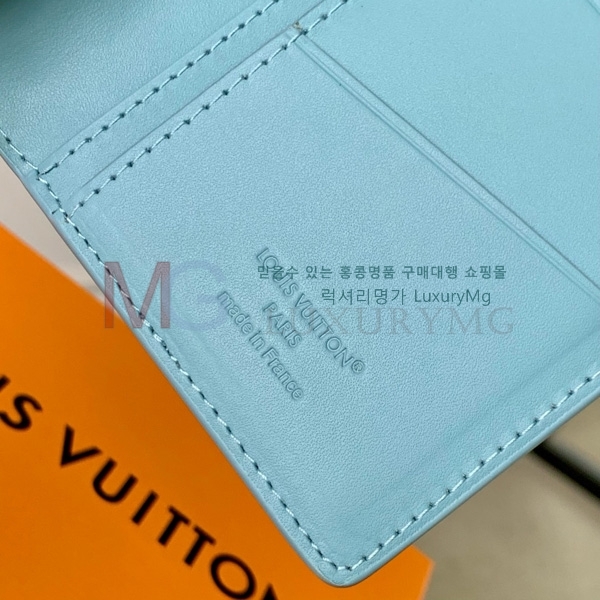 믿을수 있는 홍콩명품 구매대행 쇼핑몰
럭셔리명가 LuxuryMg
MG LUXURYMG
LOUIS VUITTON®
PARIS
made in France
UIS VUITTON